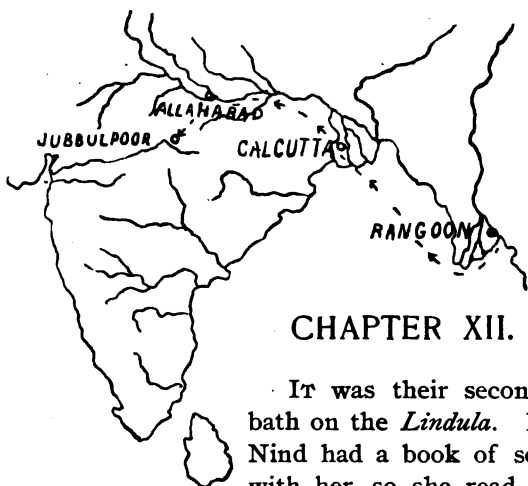 ALLAHABAD
JUBBULPOOR
CALCUTTA
RANGOON
CHAPTER XII.
IT was their secon
bath on the Lindula.
Nind had a book of se
with her, so she read